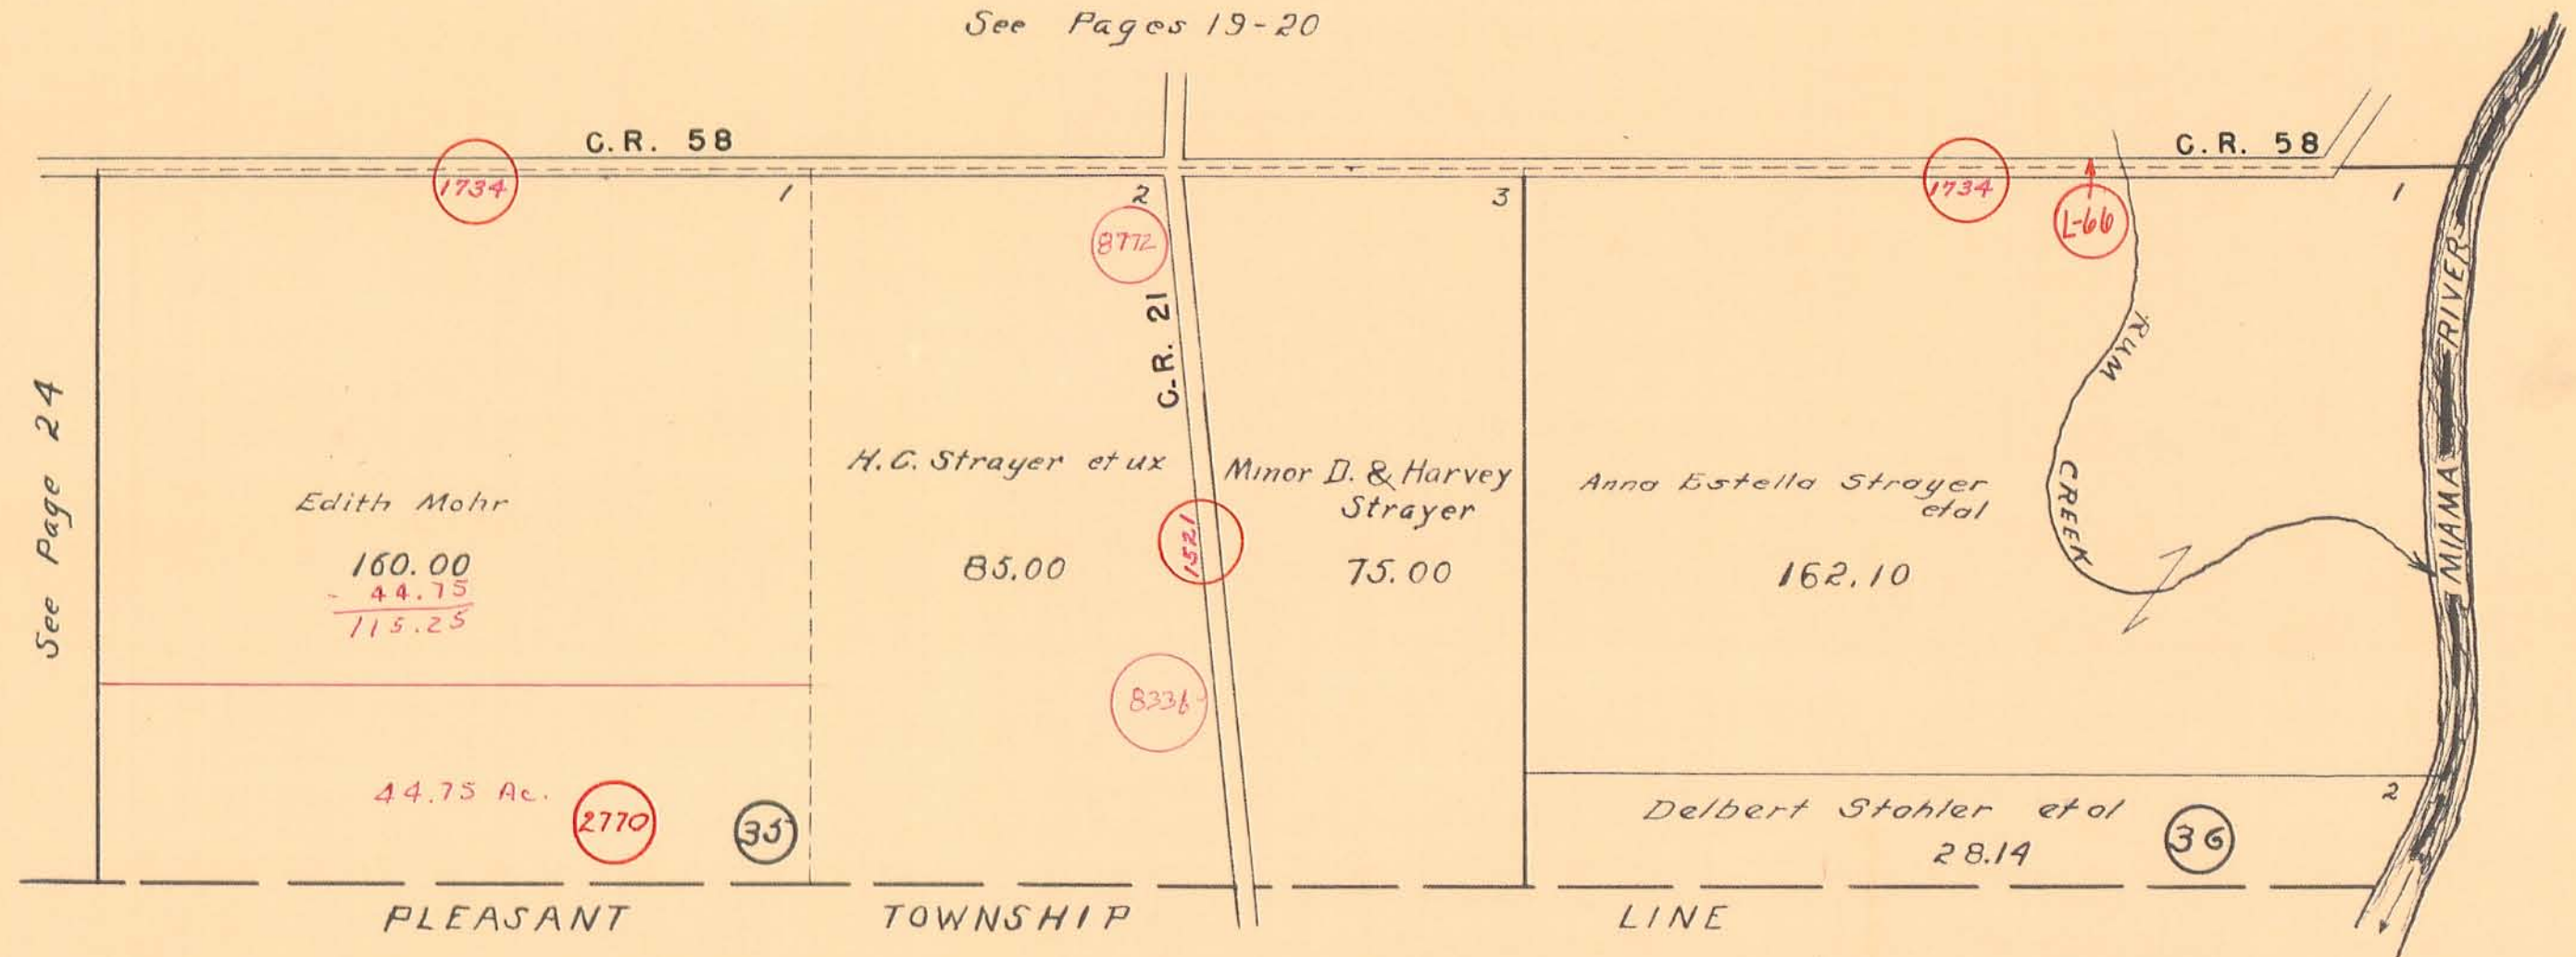 See Pages 19-20
C.R. 58
C.R. 58
1734
1
2
3
1734
L-66
1
8772
C.R. 21
RUM
CREEK
MIAMA RIVER
See Page 24
Edith Mohr
160.00
- 44.75
115.25
H.C. Strayer et ux
85.00
1521
Minor D. & Harvey
Strayer
75.00
Anna Estella Strayer
etal
162.10
8336
44.75 Ac.
2770
35
Delbert Stahler etal
28.14
36
2
PLEASANT TOWNSHIP LINE